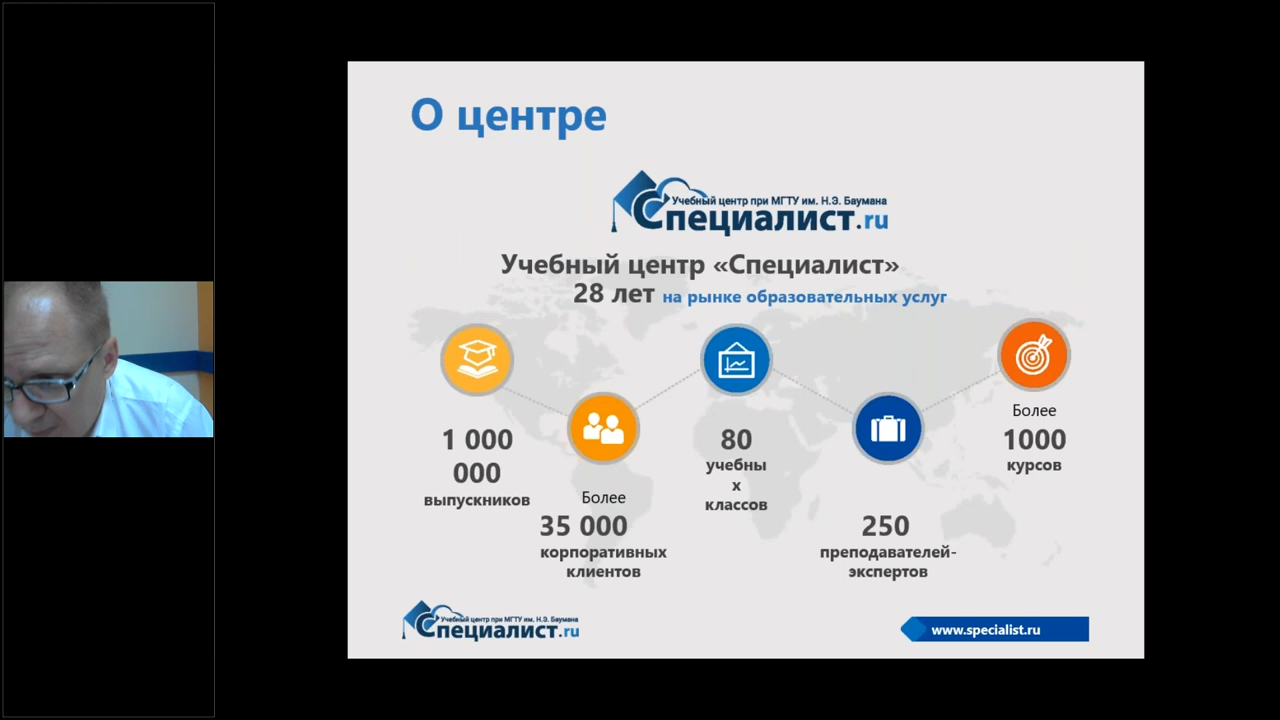 О центре
Учебный центр при МГТУ им. Н.Э. Баумана
Специалист.ru
Учебный центр «Специалист»
28 лет на рынке образовательных услуг
1 000
000
выпускников
Более
35 000
корпоративных
клиентов
80
учебны
х
классов
250
преподавателей-
экспертов
Более
1000
курсов
Учебный центр при МГТУ им. Н.Э. Баумана
Специалист.ru
www.specialist.ru